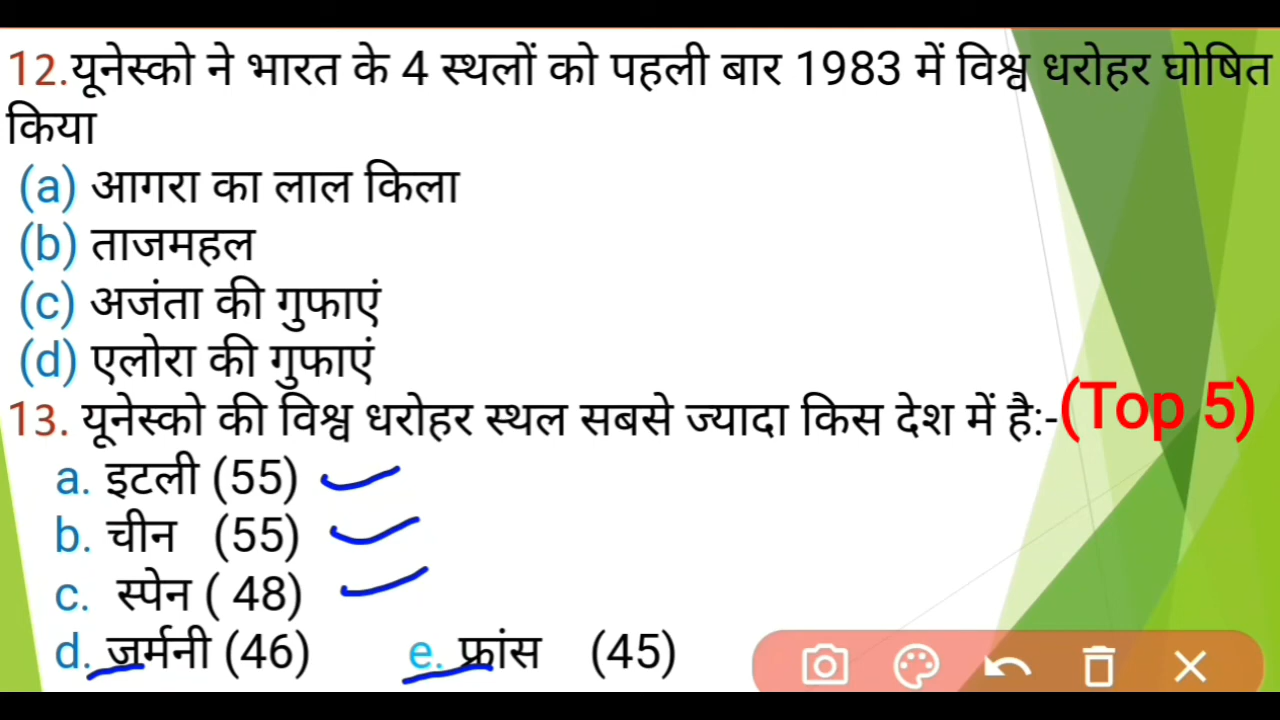 12.यूनेस्को ने भारत के 4 स्थलों को पहली बार 1983 में विश्व धरोहर घोषित
किया
(a) आगरा का लाल किला
(b) ताजमहल
(c) अजंता की गुफाएं
(d) एलोरा की गुफाएं
13. यूनेस्को की विश्व धरोहर स्थल सबसे ज्यादा किस देश में है:-(Top 5)
a. इटली (55)
b. चीन (55)
c. स्पेन ( 48)
d. जर्मनी (46) e. फ्रांस (45)